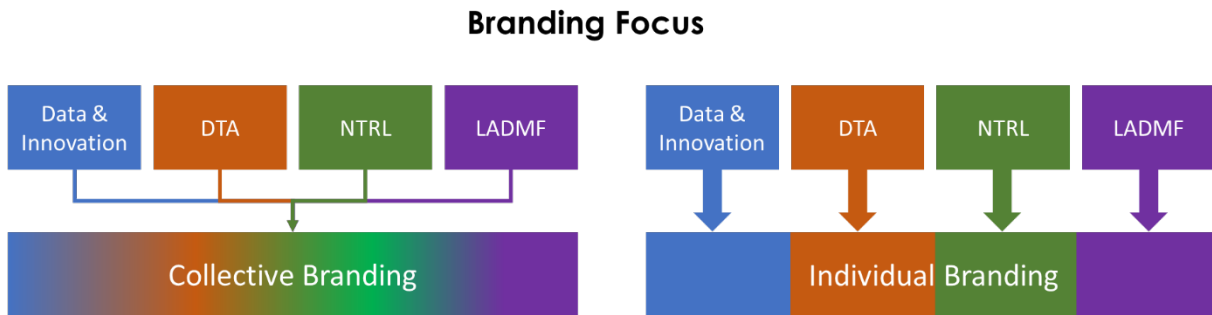 Branding Focus
Data &
Innovation
DTA
NTRL
LADMF
Collective Branding
Data &
Innovation
DTA
NTRL
LADMF
Individual Branding